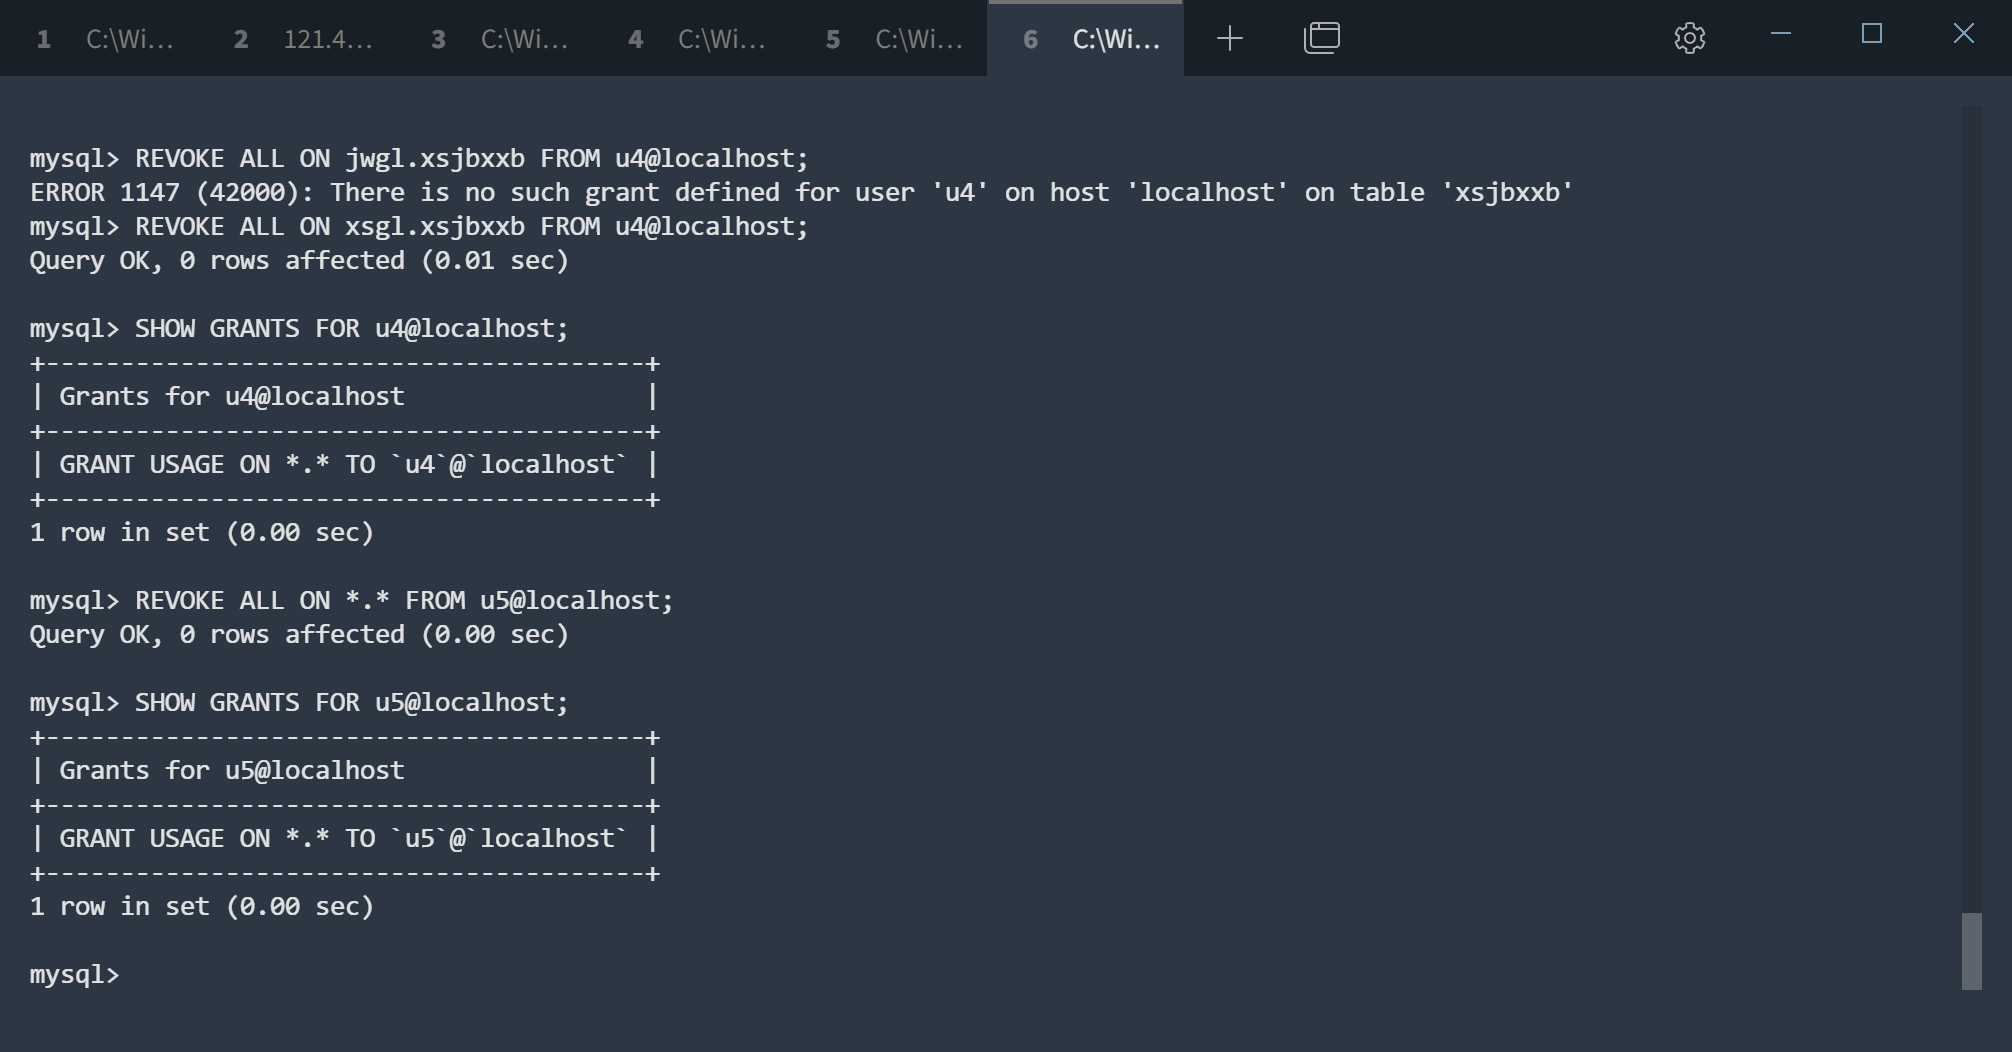 1 C:\Wi... 2 121.4... 3 C:\Wi... 4 C:\Wi... 5 C:\Wi... 6 C:\Wi...
mysql> REVOKE ALL ON jwgl.xsjbxxb FROM u4@localhost;
ERROR 1147 (42000): There is no such grant defined for user 'u4' on host 'localhost' on table 'xsjbxxb'
mysql> REVOKE ALL ON xsgl.xsjbxxb FROM u4@localhost;
Query OK, 0 rows affected (0.01 sec)
mysql> SHOW GRANTS FOR u4@localhost;
+----------------------------------------+
| Grants for u4@localhost                |
+----------------------------------------+
| GRANT USAGE ON *.* TO `u4`@`localhost` |
+----------------------------------------+
1 row in set (0.00 sec)
mysql> REVOKE ALL ON *.* FROM u5@localhost;
Query OK, 0 rows affected (0.00 sec)
mysql> SHOW GRANTS FOR u5@localhost;
+----------------------------------------+
| Grants for u5@localhost                |
+----------------------------------------+
| GRANT USAGE ON *.* TO `u5`@`localhost` |
+----------------------------------------+
1 row in set (0.00 sec)
mysql>